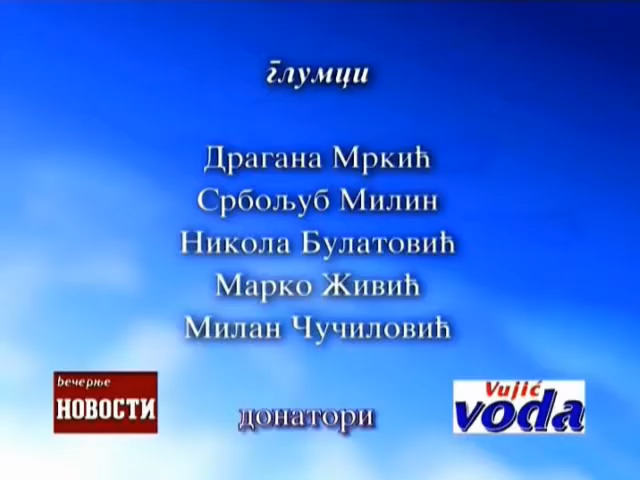 глумци
Драгана Мркић
Србољуб Милин
Никола Булатовић
Марко Живић
Милан Чучиловић
вечерње
НОВОСТИ
донатори
Vujić
voda